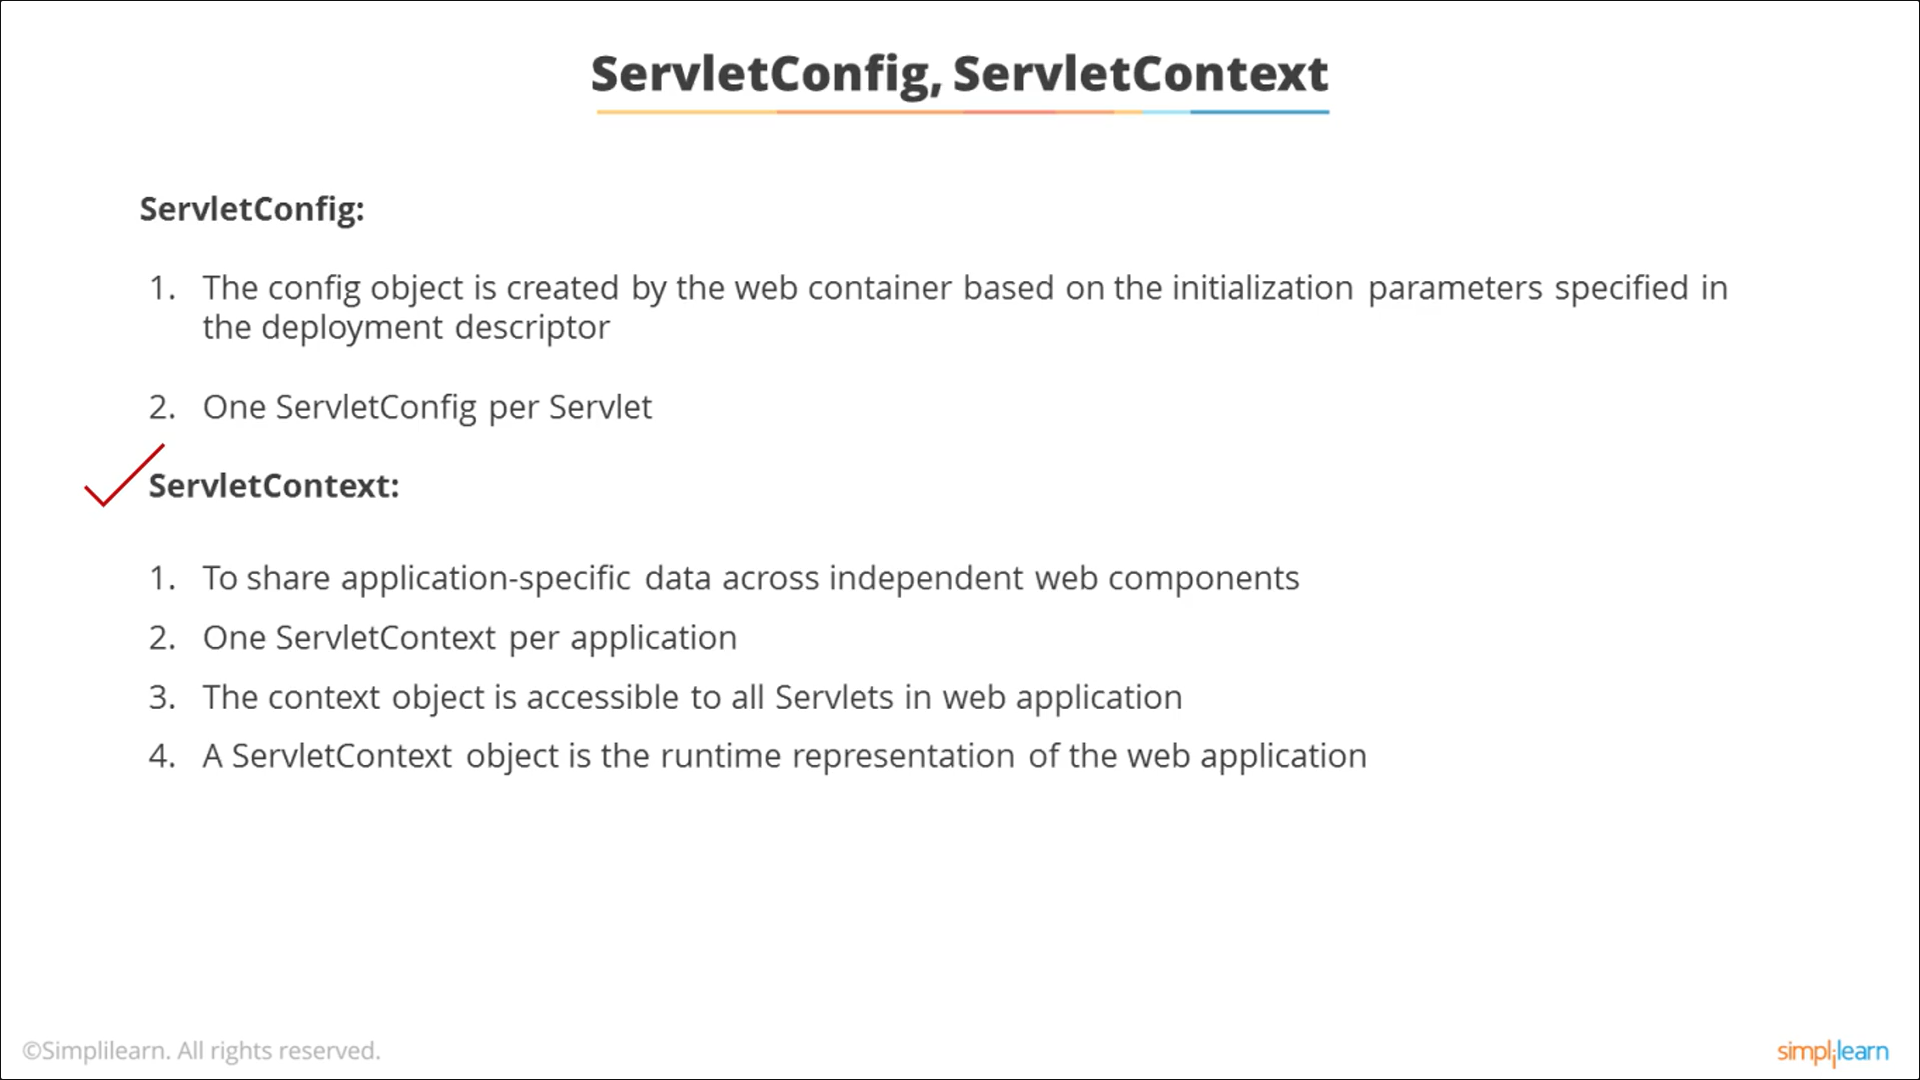 ServletConfig, ServletContext
ServletConfig:
1. The config object is created by the web container based on the initialization parameters specified in
the deployment descriptor
2. One ServletConfig per Servlet
ServletContext:
1. To share application-specific data across independent web components
2. One ServletContext per application
3. The context object is accessible to all Servlets in web application
4. A ServletContext object is the runtime representation of the web application
©Simplilearn. All rights reserved.
simplilearn